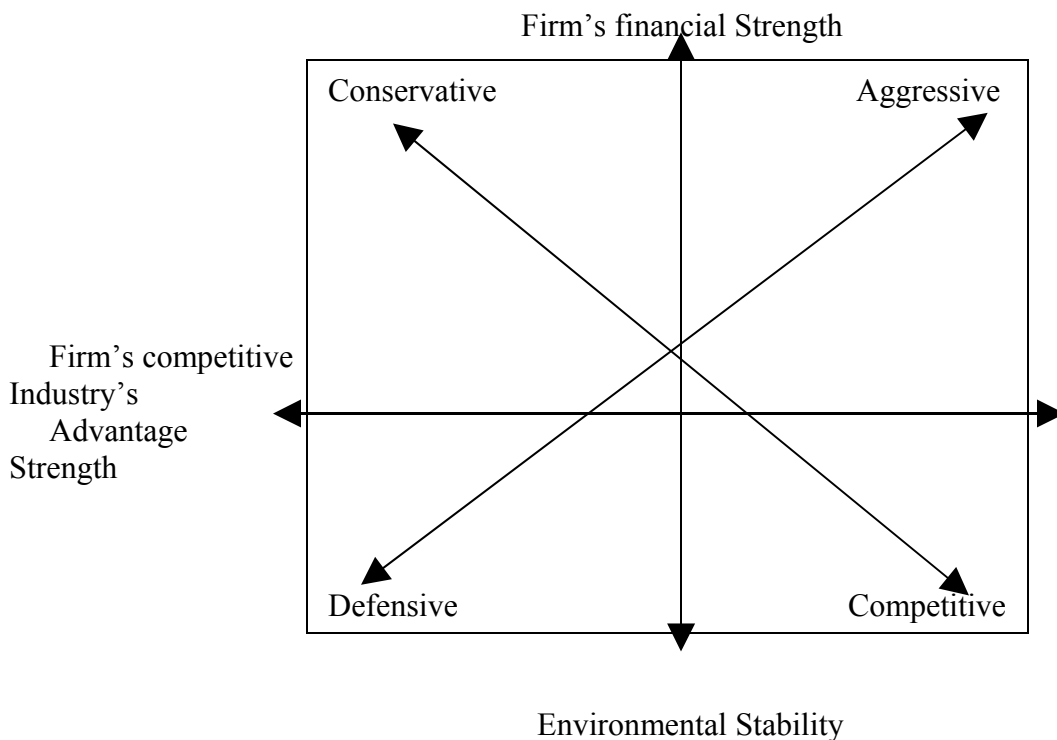 Firm’s financial Strength
Conservative
Aggressive
Firm’s competitive
Industry’s
Advantage
Strength
Defensive
Competitive
Environmental Stability